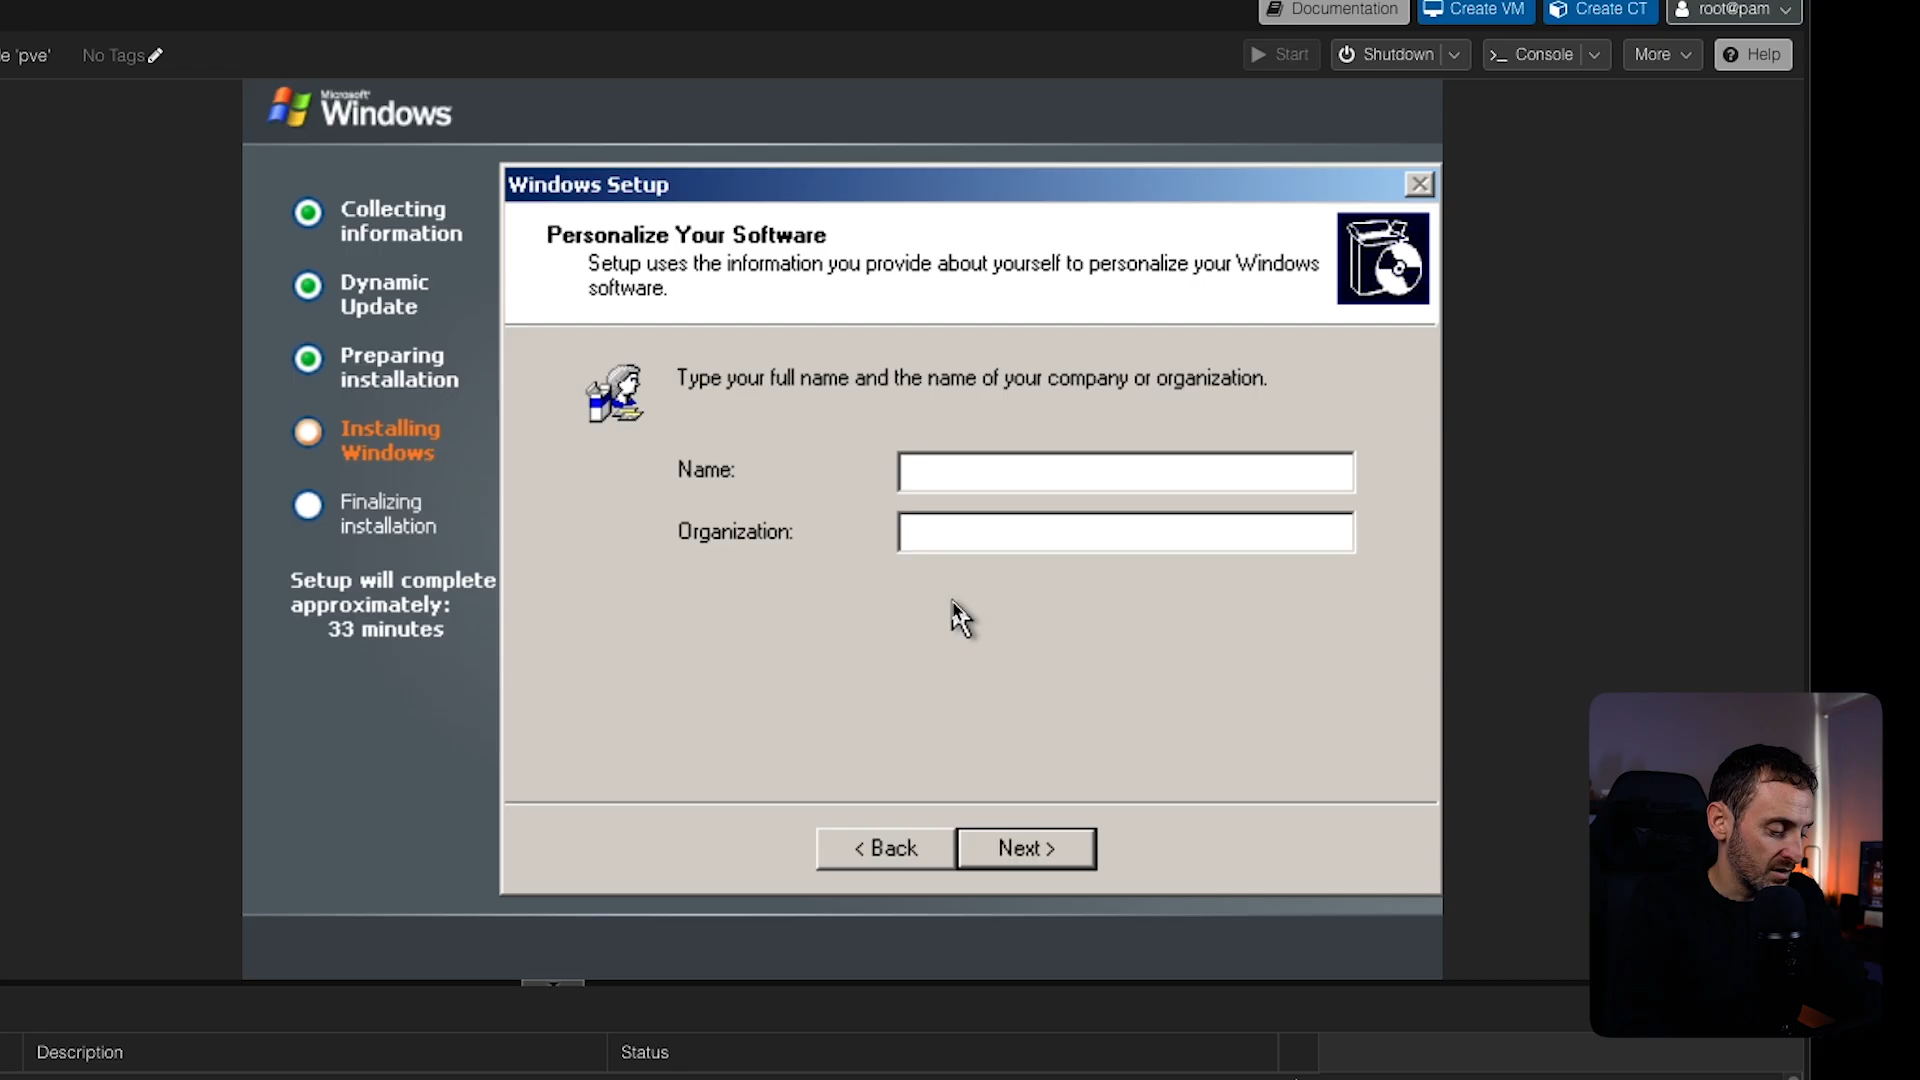 Documentation
Create VM
Create CT
root@pam
e 'pve'
No Tags
Start
Shutdown
Console
More
Help
Microsoft
Windows
Collecting
information
Dynamic
Update
Preparing
installation
Installing
Windows
Finalizing
installation
Setup will complete
approximately:
33 minutes
Windows Setup
Personalize Your Software
Setup uses the information you provide about yourself to personalize your Windows
software.
Type your full name and the name of your company or organization.
Name:
Organization:
< Back
Next >
Description
Status